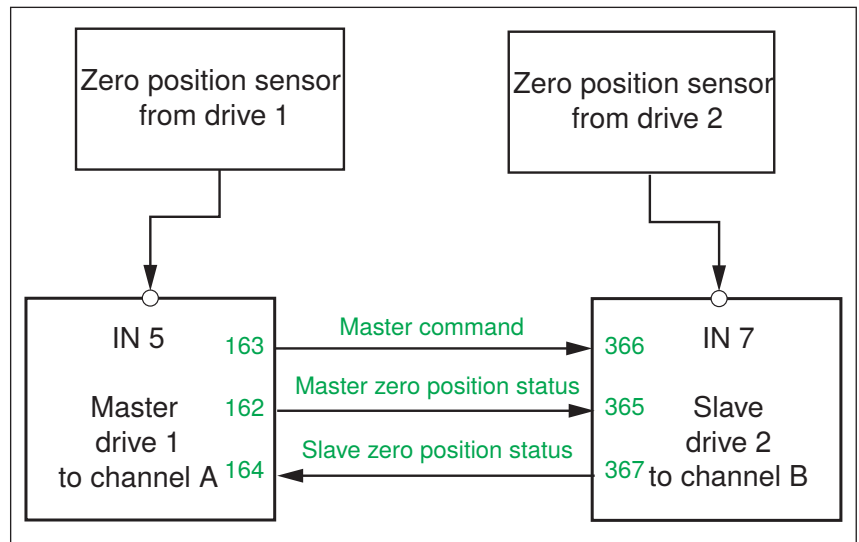 Zero position sensor
from drive 1
Zero position sensor
from drive 2
IN 5
163
Master command
366
IN 7
Master
drive 1
to channel A
162
Master zero position status
365
Slave
drive 2
to channel B
164
Slave zero position status
367